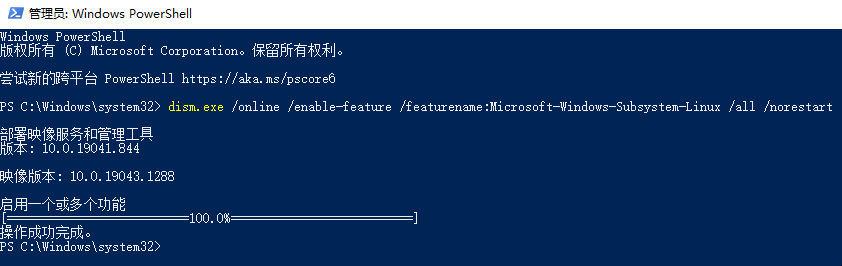 管理员: Windows PowerShell
Windows PowerShell
版权所有 (C) Microsoft Corporation。保留所有权利。
尝试新的跨平台 PowerShell https://aka.ms/pscore6
PS C:\Windows\system32> dism.exe /online /enable-feature /featurename:Microsoft-Windows-Subsystem-Linux /all /norestart
部署映像服务和管理工具
版本: 10.0.19041.844
映像版本: 10.0.19043.1288
启用一个或多个功能
[==========================100.0%==========================]
操作成功完成。
PS C:\Windows\system32>